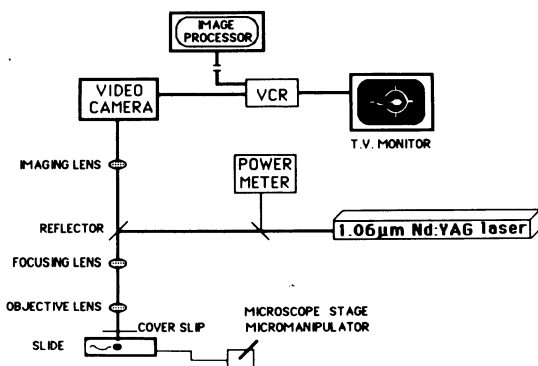 IMAGE
PROCESSOR
VIDEO
CAMERA
VCR
T.V. MONITOR
IMAGING LENS
POWER
METER
REFLECTOR
1.06µm Nd:YAG laser
FOCUSING LENS
OBJECTIVE LENS
MICROSCOPE STAGE
MICROMANIPULATOR
COVER SLIP
SLIDE